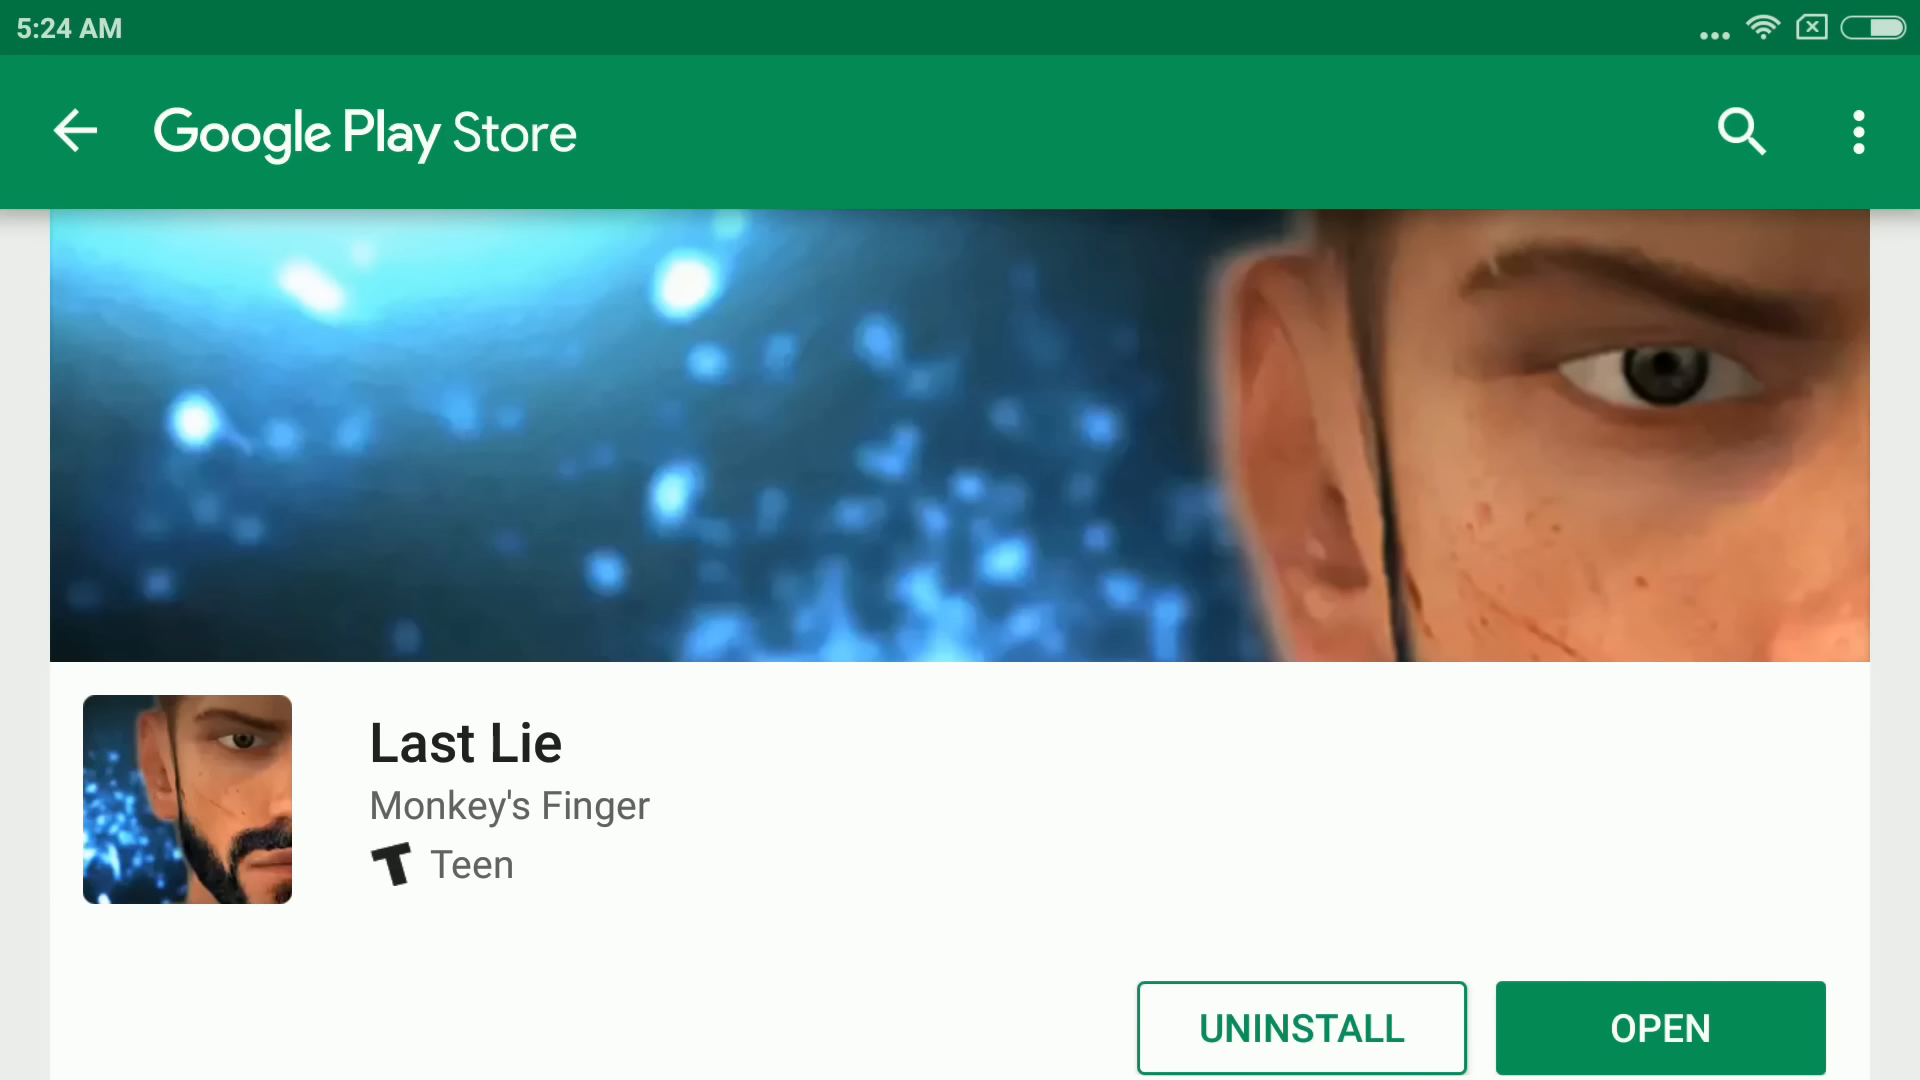 5:24 AM
Google Play Store
Last Lie
Monkey's Finger
T Teen
UNINSTALL
OPEN